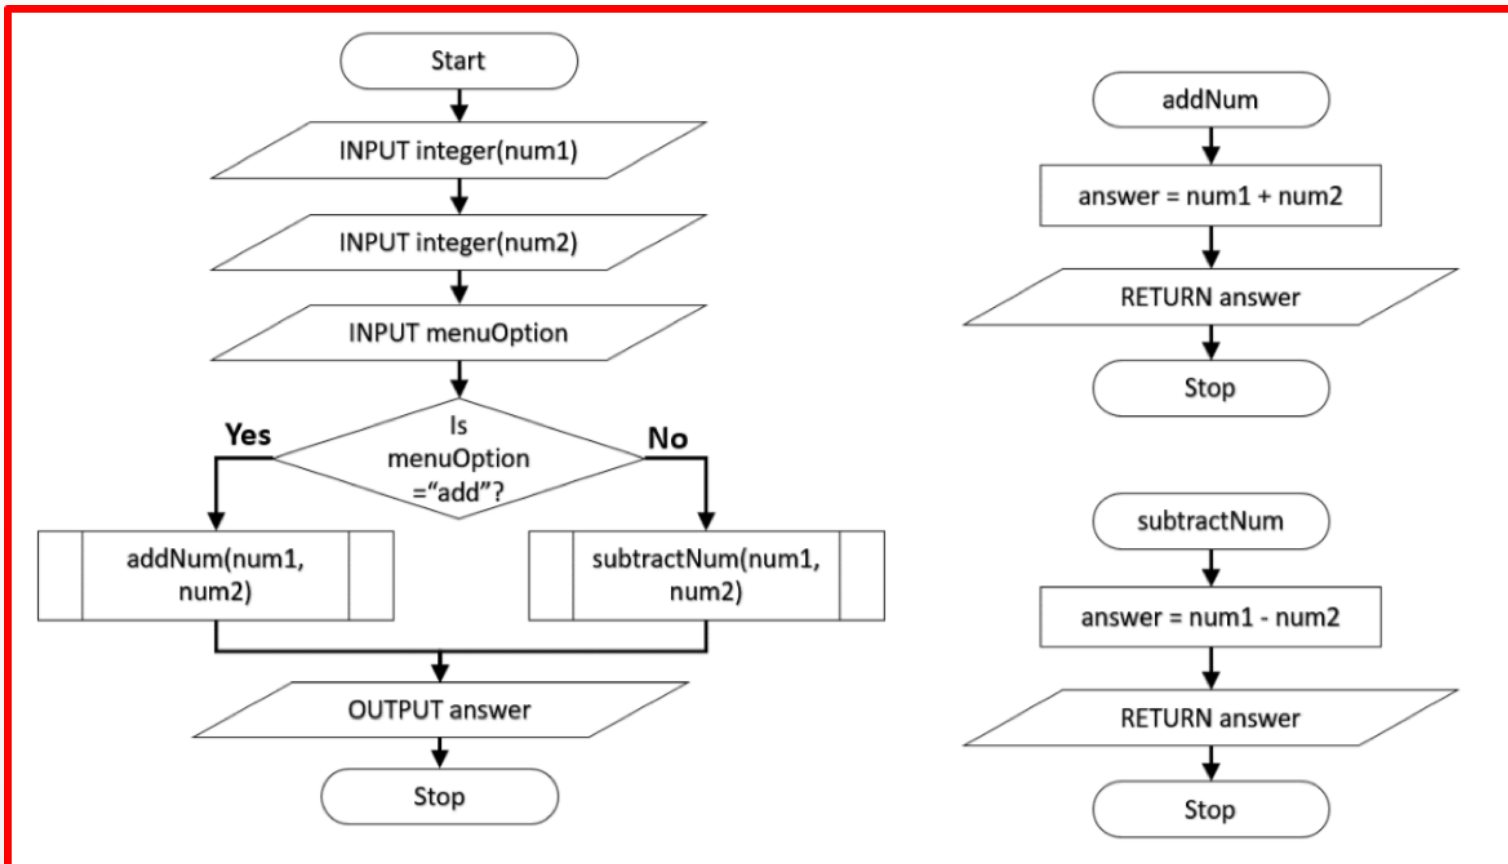 Start
INPUT integer(num1)
INPUT integer(num2)
INPUT menuOption
Is
menuOption
=“add”?
Yes
No
addNum(num1,
num2)
subtractNum(num1,
num2)
OUTPUT answer
Stop
addNum
answer = num1 + num2
RETURN answer
Stop
subtractNum
answer = num1 - num2
RETURN answer
Stop